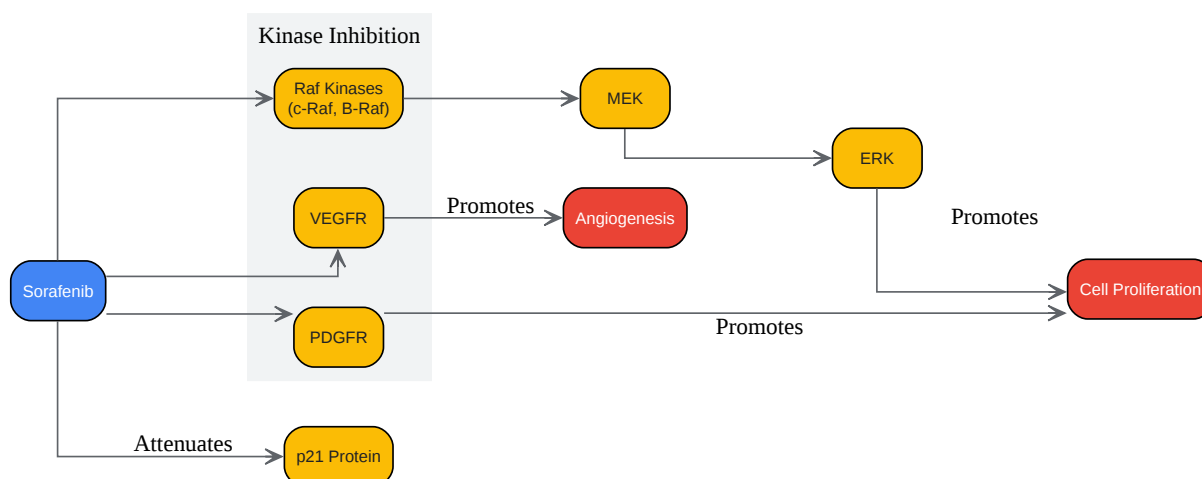 Kinase Inhibition
Raf Kinases
(c-Raf, B-Raf)
MEK
ERK
VEGFR
Promotes
Angiogenesis
Promotes
Sorafenib
Cell Proliferation
PDGFR
Promotes
Attenuates
p21 Protein